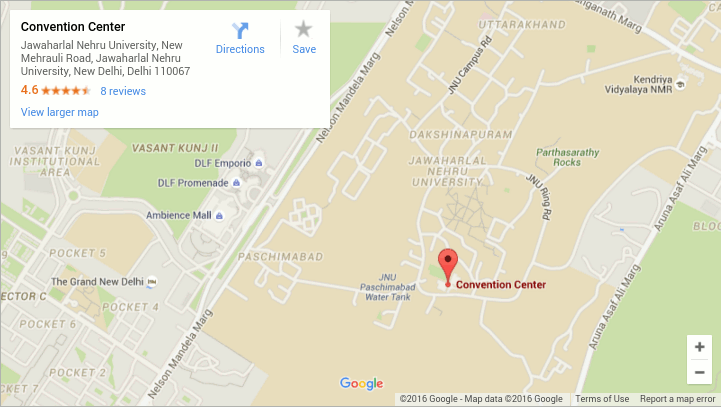 Convention Center
Jawaharlal Nehru University, New
Mehrauli Road, Jawaharlal Nehru
University, New Delhi, Delhi 110067
4.6 8 reviews
View larger map
Directions
Save
Nelson Mandela Marg
UTTARAKHAND
anganath Marg
JNU Campus Rd
Kendriya
Vidyalaya NMR
Nelson Mandela Marg
DAKSHINAPURAM
VASANT KUNJ
INSTITUTIONAL
AREA
VASANT KUNJ II
DLF Emporio
DLF Promenade
Ambience Mall
JAWAHARLAL
NEHRU
UNIVERSITY
Parthasarathy
Rocks
JNU Ring Rd
Aruna Asaf Ali Marg
POCKET 5
PASCHIMABAD
The Grand New Delhi
JNU
Paschimabad
Water Tank
Convention Center
ECTOR C
POCKET 4
POCKET 6
Aruna Asaf Ali Marg
Nelson Mandela Marg
POCKET 7
POCKET 2
+
−
Google
©2016 Google - Map data ©2016 Google
Terms of Use
Report a map error